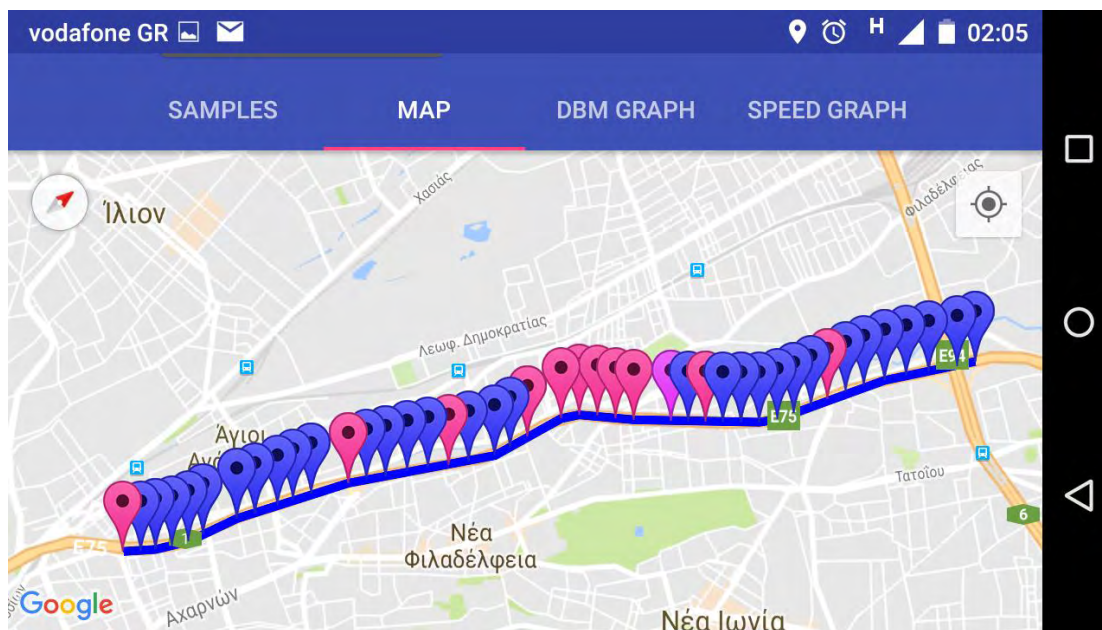 vodafone GR
H
02:05
SAMPLES
MAP
DBM GRAPH
SPEED GRAPH
Ίλιον
Χασιάς
Λεωφ. Δημοκρατίας
E94
E75
Άγιοι
Τατοΐου
6
1
E75
Νέα
Φιλαδέλφεια
Google
Αχαρνών
Νέα Ιωνία